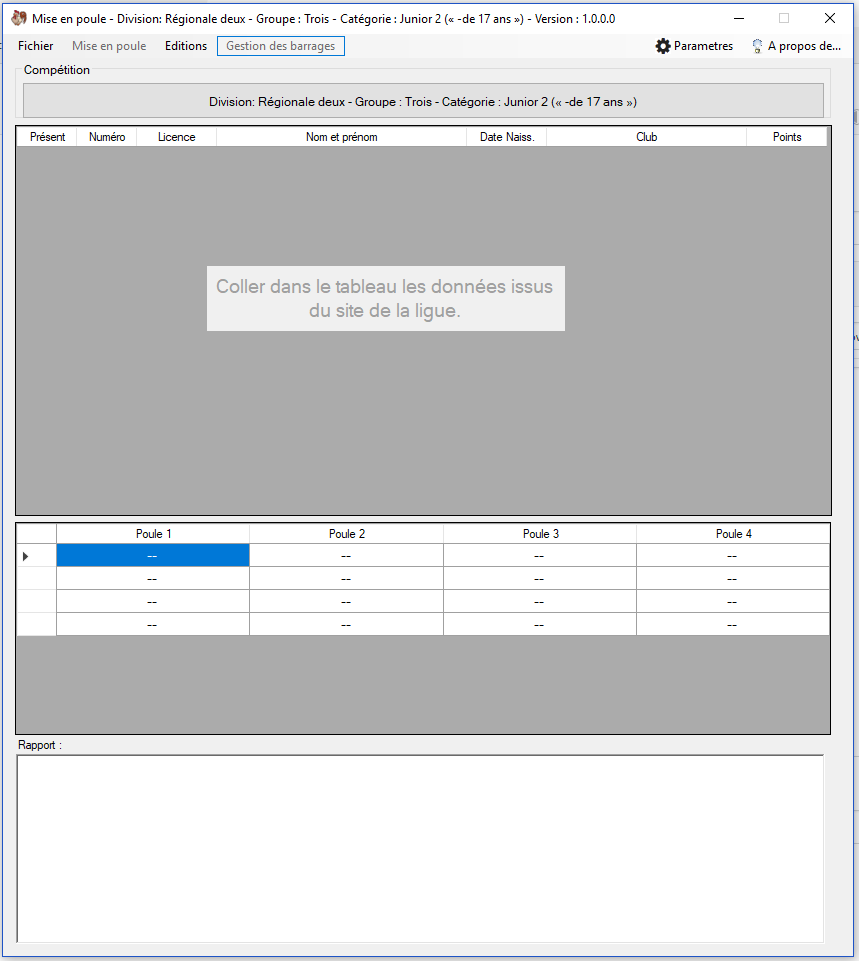 Mise en poule - Division: Régionale deux - Groupe : Trois - Catégorie : Junior 2 (« -de 17 ans ») - Version : 1.0.0.0
Fichier Mise en poule Editions Gestion des barrages Parametres A propos de...
Compétition
Division: Régionale deux - Groupe : Trois - Catégorie : Junior 2 (« -de 17 ans »)
Présent Numéro Licence Nom et prénom Date Naiss. Club Points
Coller dans le tableau les données issus
du site de la ligue.
Poule 1 Poule 2 Poule 3 Poule 4
-- -- -- --
-- -- -- --
-- -- -- --
-- -- -- --
Rapport :